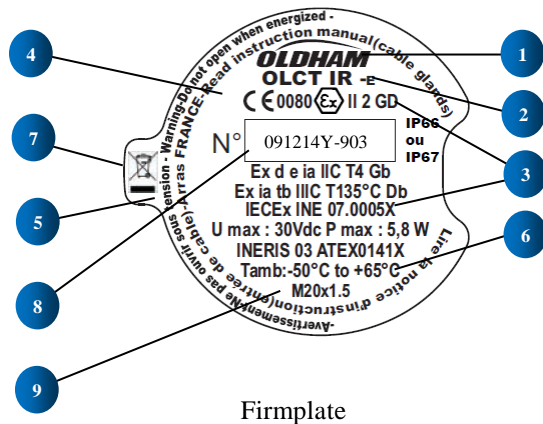 -Avertissement-Ne pas ouvrir sous tension - Warning-Do not open when energized -
Lire la notice d'instruction(entrée de cable)-Arras FRANCE-Read instruction manual(cable glands)
OLDHAM
OLCT IR -E
CE0080 Ex II 2 GD
N° 091214Y-903
IP66
ou
IP67
Ex d e ia IIC T4 Gb
Ex ia tb IIIC T135°C Db
IECEx INE 07.0005X
U max : 30Vdc P max : 5,8 W
INERIS 03 ATEX0141X
Tamb:-50°C to +65°C
M20x1.5
4
7
5
8
9
1
2
3
6
Firmplate